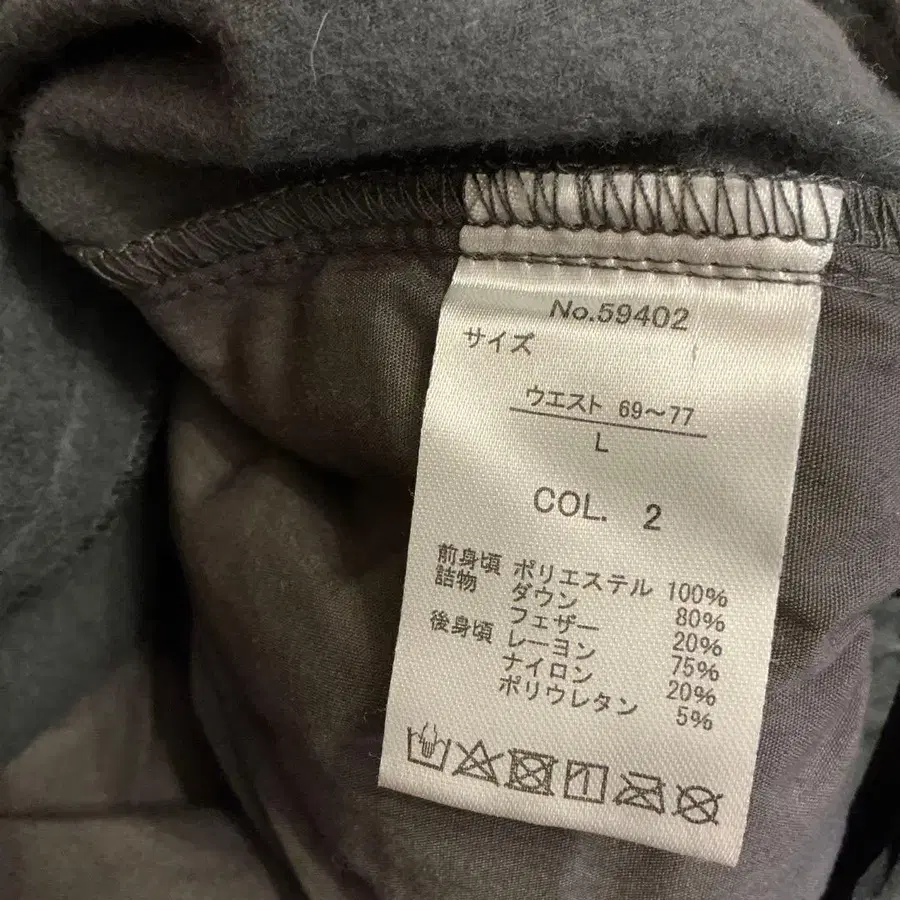 No.59402
サイズ
ウエスト 69〜77
L
COL. 2
前身頃 ポリエステル 100%
詰物 ダウン 80%
フェザー 20%
後身頃 レーヨン 75%
ナイロン 20%
ポリウレタン 5%